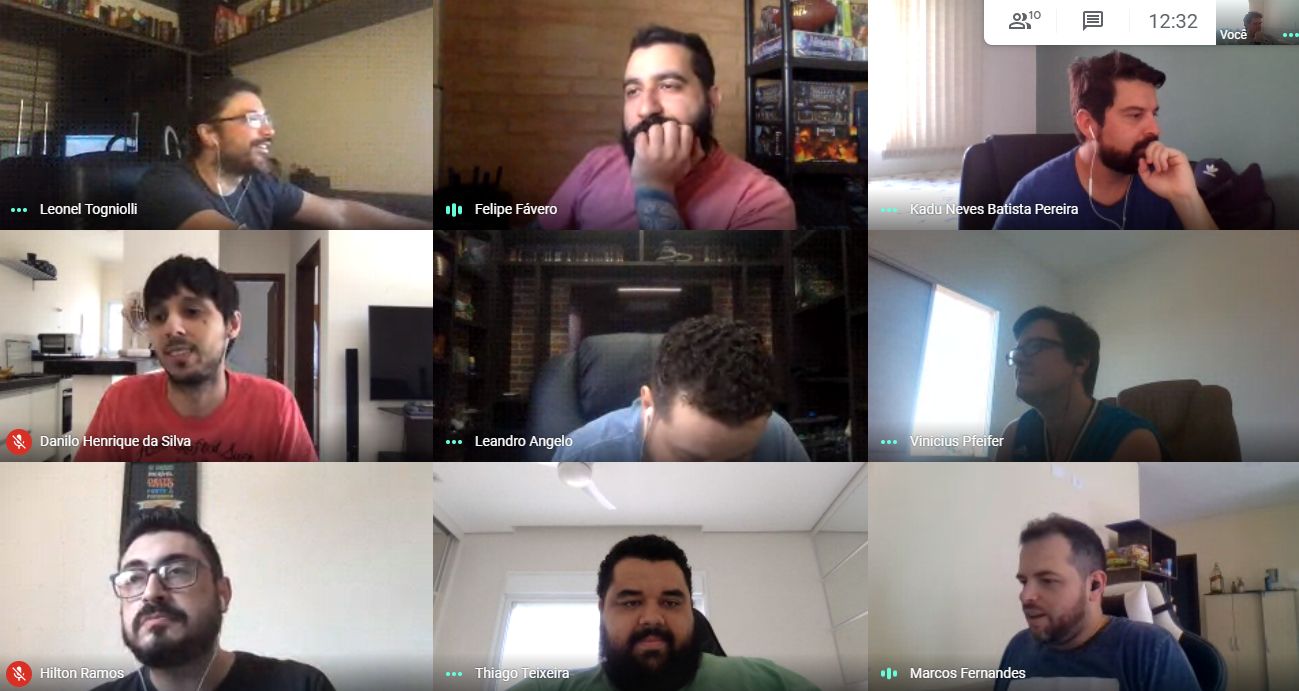 10
12:32
Você
Leonel Togniolli
Felipe Fávero
Kadu Neves Batista Pereira
Danilo Henrique da Silva
Leandro Angelo
Vinicius Pfeifer
Hilton Ramos
Thiago Teixeira
Marcos Fernandes